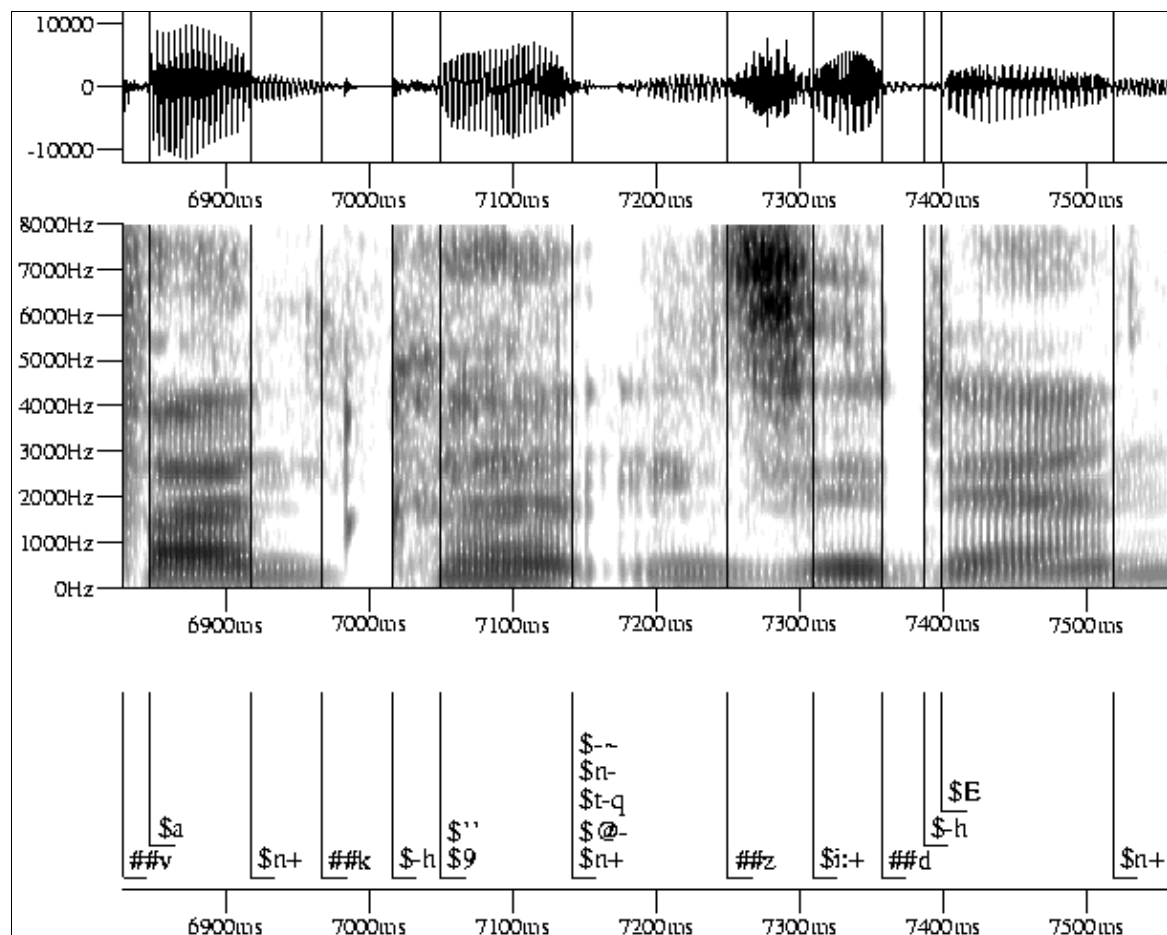 10000
0
-10000
6900ms 7000ms 7100ms 7200ms 7300ms 7400ms 7500ms
8000Hz
7000Hz
6000Hz
5000Hz
4000Hz
3000Hz
2000Hz
1000Hz
0Hz
6900ms 7000ms 7100ms 7200ms 7300ms 7400ms 7500ms
$-~
$n-
$t-q
$E
$a $'' $@- $-h
##v $n+ ##k $-h $9 $n+ ##z $i:+ ##d $n+
6900ms 7000ms 7100ms 7200ms 7300ms 7400ms 7500ms